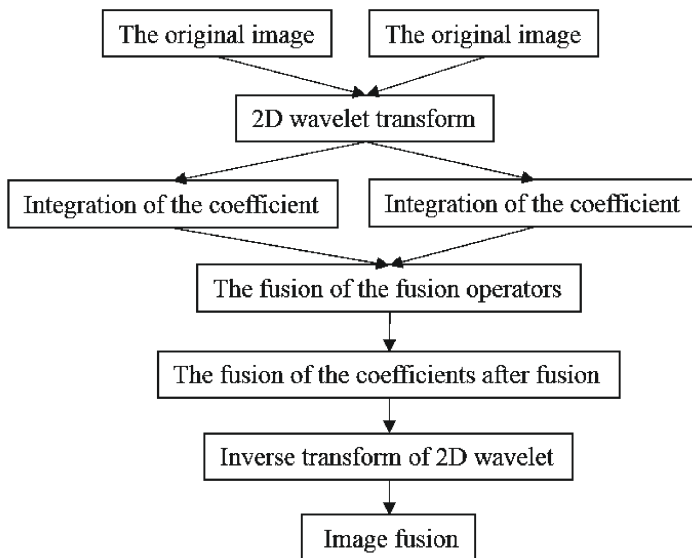 The original image
The original image
2D wavelet transform
Integration of the coefficient
Integration of the coefficient
The fusion of the fusion operators
The fusion of the coefficients after fusion
Inverse transform of 2D wavelet
Image fusion